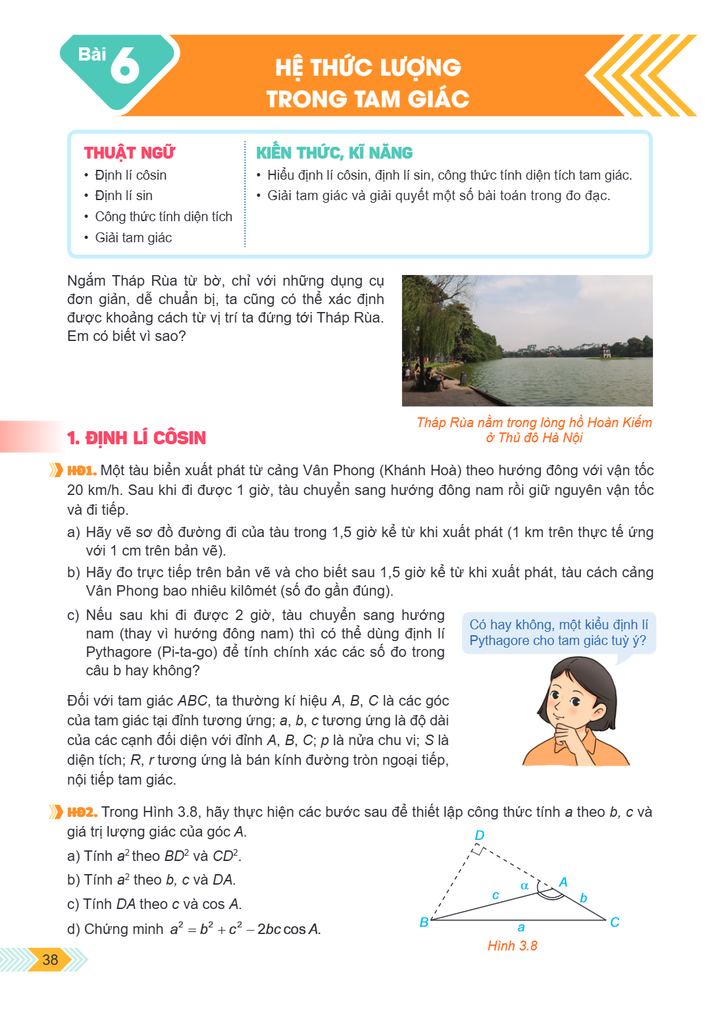 Bài 6
HỆ THỨC LƯỢNG
TRONG TAM GIÁC
THUẬT NGỮ
• Định lí côsin
• Định lí sin
• Công thức tính diện tích
• Giải tam giác
KIẾN THỨC, KĨ NĂNG
• Hiểu định lí côsin, định lí sin, công thức tính diện tích tam giác.
• Giải tam giác và giải quyết một số bài toán trong đo đạc.
Ngắm Tháp Rùa từ bờ, chỉ với những dụng cụ
đơn giản, dễ chuẩn bị, ta cũng có thể xác định
được khoảng cách từ vị trí ta đứng tới Tháp Rùa.
Em có biết vì sao?
Tháp Rùa nằm trong lòng hồ Hoàn Kiếm
ở Thủ đô Hà Nội
1. ĐỊNH LÍ CÔSIN
HĐ1. Một tàu biển xuất phát từ cảng Vân Phong (Khánh Hoà) theo hướng đông với vận tốc
20 km/h. Sau khi đi được 1 giờ, tàu chuyển sang hướng đông nam rồi giữ nguyên vận tốc
và đi tiếp.
a) Hãy vẽ sơ đồ đường đi của tàu trong 1,5 giờ kể từ khi xuất phát (1 km trên thực tế ứng
với 1 cm trên bản vẽ).
b) Hãy đo trực tiếp trên bản vẽ và cho biết sau 1,5 giờ kể từ khi xuất phát, tàu cách cảng
Vân Phong bao nhiêu kilômét (số đo gần đúng).
c) Nếu sau khi đi được 2 giờ, tàu chuyển sang hướng
nam (thay vì hướng đông nam) thì có thể dùng định lí
Pythagore (Pi-ta-go) để tính chính xác các số đo trong
câu b hay không?
Có hay không, một kiểu định lí
Pythagore cho tam giác tuỳ ý?
Đối với tam giác ABC, ta thường kí hiệu A, B, C là các góc
của tam giác tại đỉnh tương ứng; a, b, c tương ứng là độ dài
của các cạnh đối diện với đỉnh A, B, C; p là nửa chu vi; S là
diện tích; R, r tương ứng là bán kính đường tròn ngoại tiếp,
nội tiếp tam giác.
HĐ2. Trong Hình 3.8, hãy thực hiện các bước sau để thiết lập công thức tính a theo b, c và
giá trị lượng giác của góc A.
a) Tính a² theo BD² và CD².
b) Tính a² theo b, c và DA.
c) Tính DA theo c và cos A.
d) Chứng minh a² = b² + c² − 2bc cos A.
D
α
A
c
b
B
a
C
Hình 3.8
38